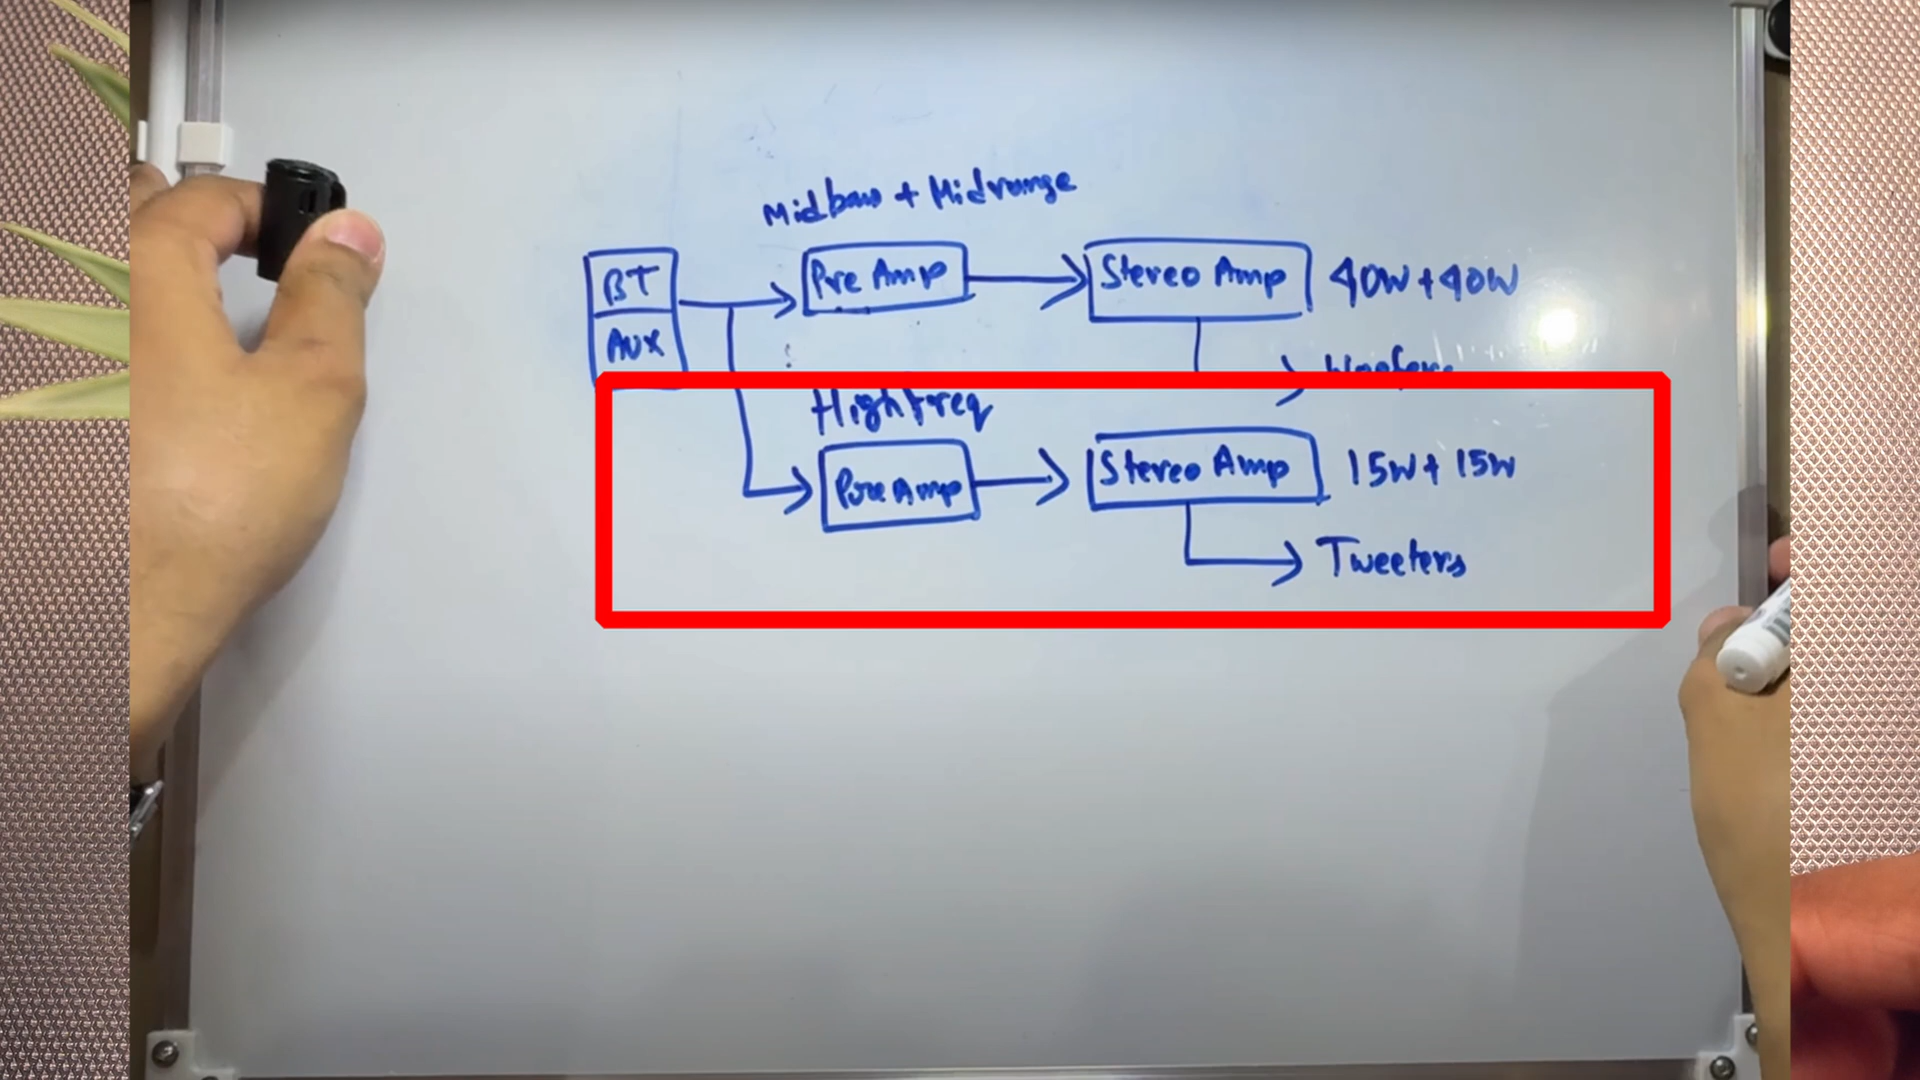 Midbass + Midrange
BT
Pre Amp
Stereo Amp
40W + 40W
AUX
Woofers
High freq
Pre Amp
Stereo Amp
15W + 15W
Tweeters